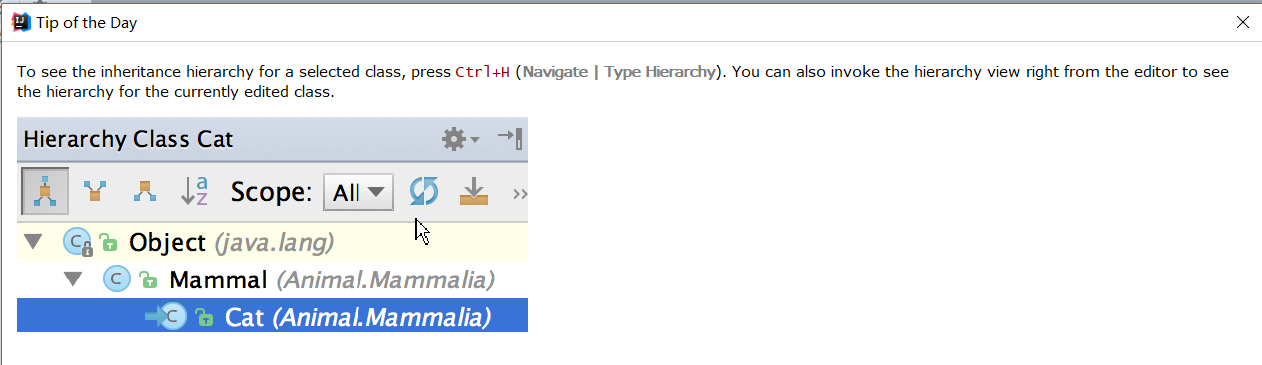 Tip of the Day
To see the inheritance hierarchy for a selected class, press Ctrl+H (Navigate | Type Hierarchy). You can also invoke the hierarchy view right from the editor to see
the hierarchy for the currently edited class.
Hierarchy Class Cat
Scope: All
Object (java.lang)
Mammal (Animal.Mammalia)
Cat (Animal.Mammalia)